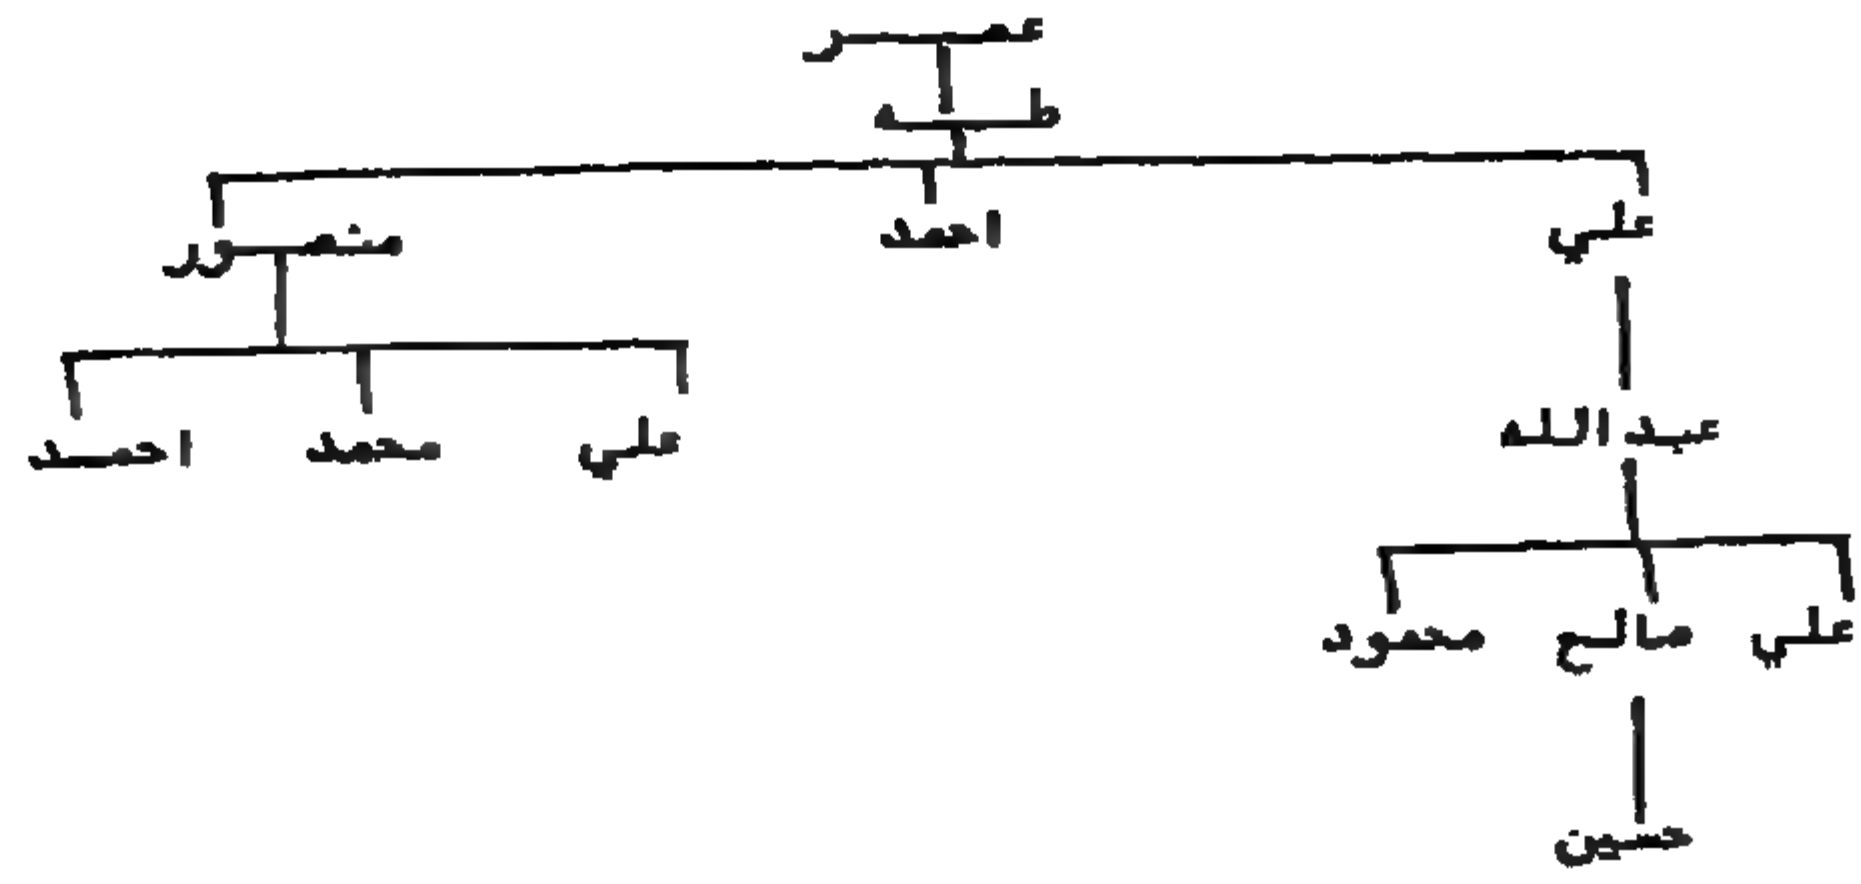 عمر
طه
علي احمد منصور
عبد الله
علي محمد احمد
علي صالح محمود
حسين